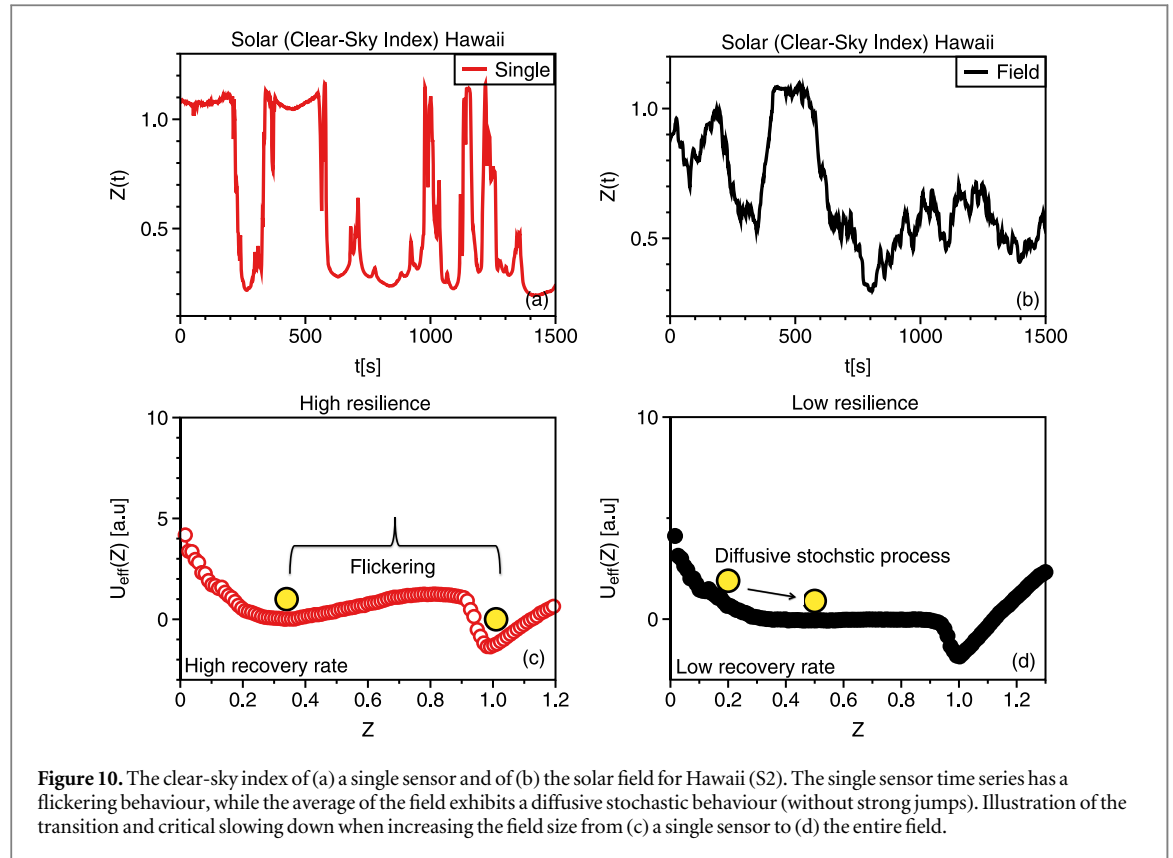 Solar (Clear-Sky Index) Hawaii
Single
Z(t)
1.0
0.5
(a)
0
500
1000
1500
t[s]
Solar (Clear-Sky Index) Hawaii
Field
Z(t)
1.0
0.5
(b)
0
500
1000
1500
t[s]
High resilience
U_eff(Z) [a.u]
10
5
0
Flickering
High recovery rate
(c)
0
0.2
0.4
0.6
0.8
1.0
1.2
Z
Low resilience
U_eff(Z) [a.u]
10
5
0
Diffusive stochstic process
Low recovery rate
(d)
0
0.2
0.4
0.6
0.8
1.0
1.2
Z
Figure 10. The clear-sky index of (a) a single sensor and of (b) the solar field for Hawaii (S2). The single sensor time series has a
flickering behaviour, while the average of the field exhibits a diffusive stochastic behaviour (without strong jumps). Illustration of the
transition and critical slowing down when increasing the field size from (c) a single sensor to (d) the entire field.